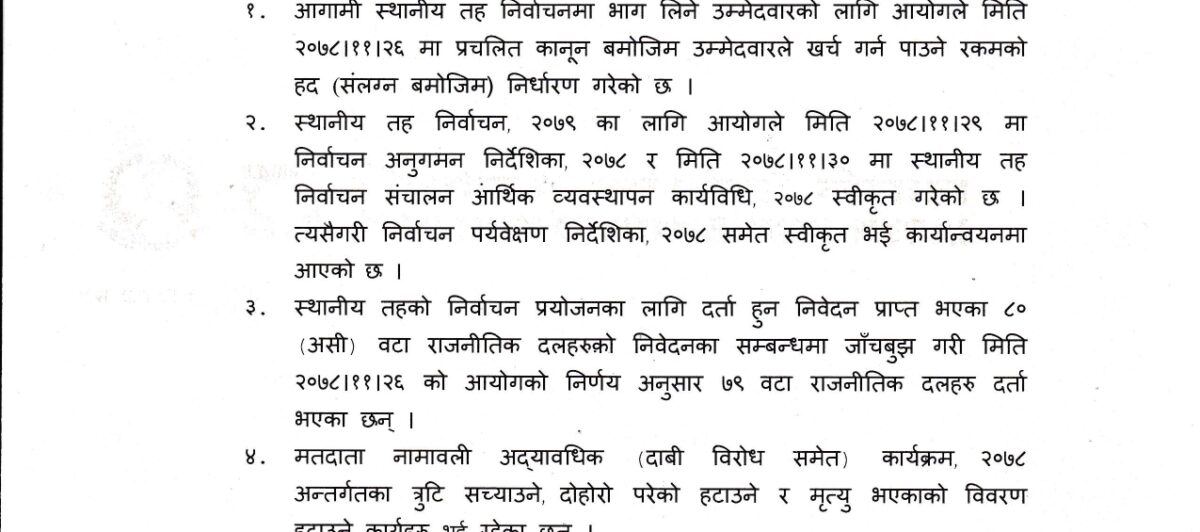 १. आगामी स्थानीय तह निर्वाचनमा भाग लिने उम्मेदवारको लागि आयोगले मिति
२०७८।११।२६ मा प्रचलित कानून बमोजिम उम्मेदवारले खर्च गर्न पाउने रकमको
हद (संलग्न बमोजिम) निर्धारण गरेको छ ।
२. स्थानीय तह निर्वाचन, २०७९ का लागि आयोगले मिति २०७८।११।२९ मा
निर्वाचन अनुगमन निर्देशिका, २०७८ र मिति २०७८।११।३० मा स्थानीय तह
निर्वाचन संचालन आर्थिक व्यवस्थापन कार्यविधि, २०७८ स्वीकृत गरेको छ ।
त्यसैगरी निर्वाचन पर्यवेक्षण निर्देशिका, २०७८ समेत स्वीकृत भई कार्यान्वयनमा
आएको छ ।
३. स्थानीय तहको निर्वाचन प्रयोजनका लागि दर्ता हुन निवेदन प्राप्त भएका ८०
(असी) वटा राजनीतिक दलहरुको निवेदनका सम्बन्धमा जाँचबुझ गरी मिति
२०७८।११।२६ को आयोगको निर्णय अनुसार ७९ वटा राजनीतिक दलहरु दर्ता
भएका छन् ।
४. मतदाता नामावली अद्यावधिक (दाबी विरोध समेत) कार्यक्रम, २०७८
अन्तर्गतका त्रुटि सच्याउने, दोहोरो परेको हटाउने र मृत्यु भएकाको विवरण
हटाउने कार्यहरु भई रहेका छन् ।